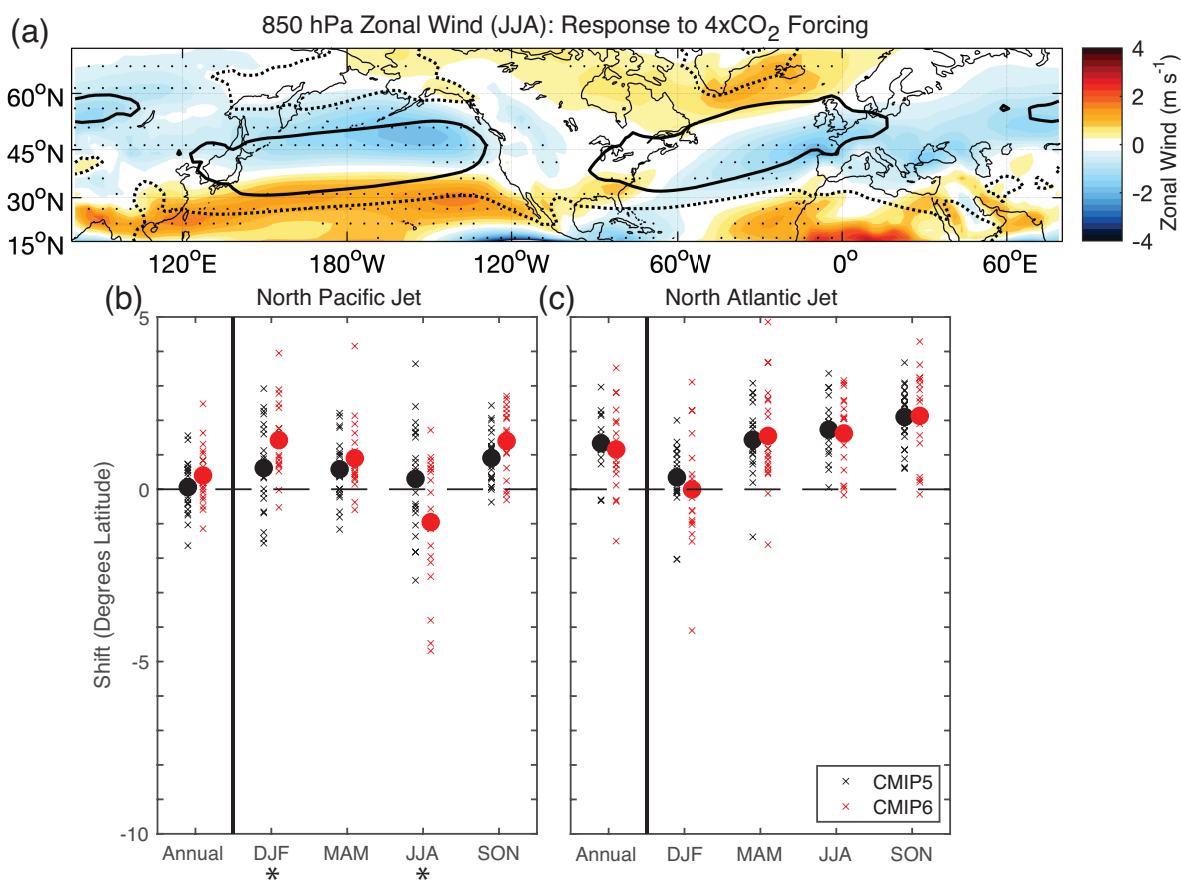 (a)
850 hPa Zonal Wind (JJA): Response to 4xCO2 Forcing
60°N
45°N
30°N
15°N
120°E
180°W
120°W
60°W
0°
60°E
4
2
0
−2
−4
Zonal Wind (m s-1)
(b)
North Pacific Jet
(c)
North Atlantic Jet
5
0
-5
-10
Shift (Degrees Latitude)
Annual
DJF
MAM
JJA
SON
*
*
Annual
DJF
MAM
JJA
SON
CMIP5
CMIP6